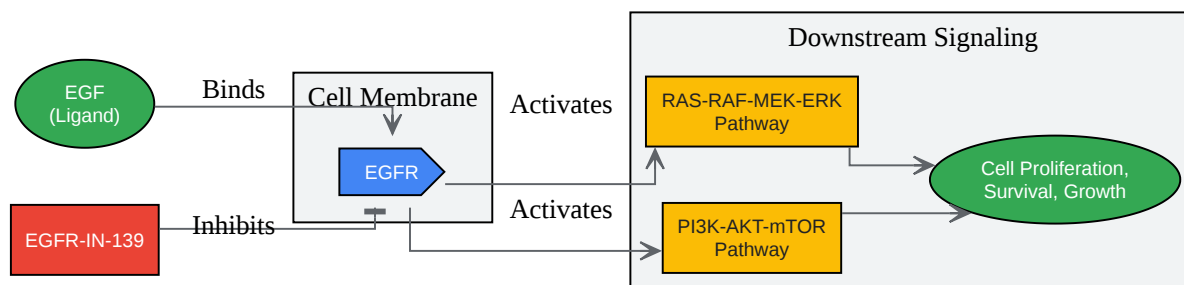 Downstream Signaling
EGF
(Ligand)
Binds
Cell Membrane
Activates
RAS-RAF-MEK-ERK
Pathway
EGFR
Cell Proliferation,
Survival, Growth
EGFR-IN-139
Inhibits
Activates
PI3K-AKT-mTOR
Pathway